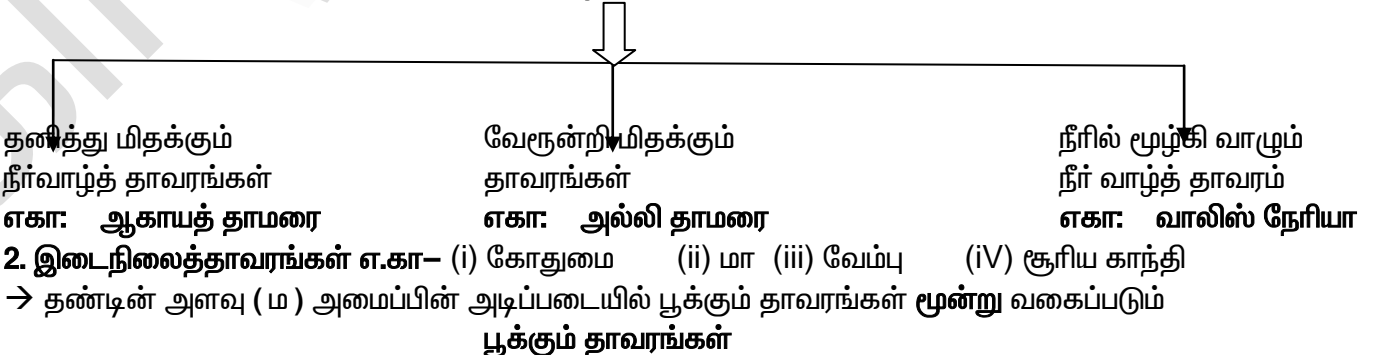 தனித்து மிதக்கும் வேரூன்றி மிதக்கும் நீரில் மூழ்கி வாழும்
நீர்வாழ்த் தாவரங்கள் தாவரங்கள் நீர் வாழ்த் தாவரம்
எகா: ஆகாயத் தாமரை எகா: அல்லி தாமரை எகா: வாலிஸ் நேரியா
2. இடைநிலைத்தாவரங்கள் எ.கா– (i) கோதுமை (ii) மா (iii) வேம்பு (iV) சூரிய காந்தி
→ தண்டின் அளவு ( ம ) அமைப்பின் அடிப்படையில் பூக்கும் தாவரங்கள் மூன்று வகைப்படும்
பூக்கும் தாவரங்கள்